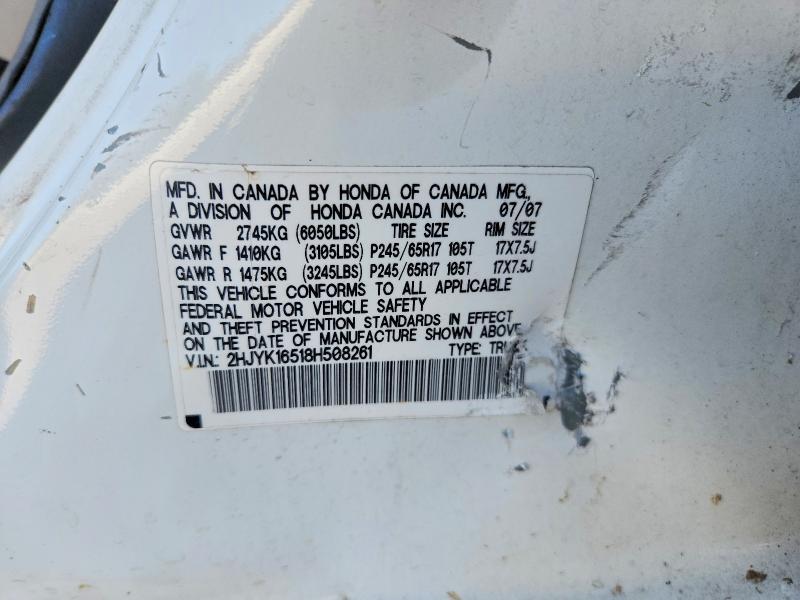 MFD. IN CANADA BY HONDA OF CANADA MFG.,
A DIVISION OF HONDA CANADA INC. 07/07
GVWR 2745KG (6050LBS) TIRE SIZE RIM SIZE
GAWR F 1410KG (3105LBS) P245/65R17 105T 17X7.5J
GAWR R 1475KG (3245LBS) P245/65R17 105T 17X7.5J
THIS VEHICLE CONFORMS TO ALL APPLICABLE
FEDERAL MOTOR VEHICLE SAFETY
AND THEFT PREVENTION STANDARDS IN EFFECT
ON THE DATE OF MANUFACTURE SHOWN ABOVE.
V.I.N.: 2HJYK16518H508261 TYPE: